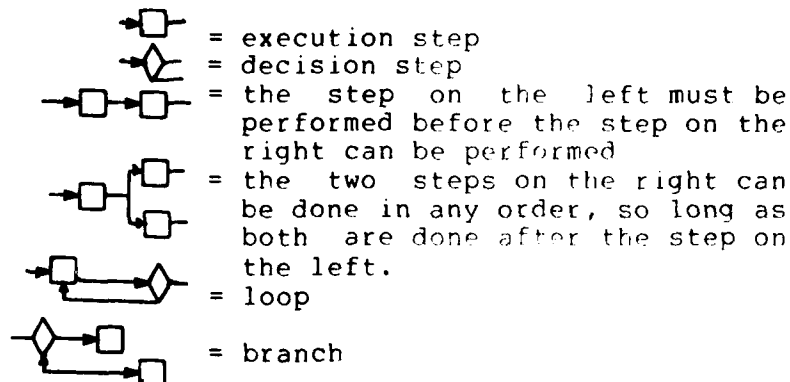 = execution step
= decision step
= the step on the left must be
performed before the step on the
right can be performed
= the two steps on the right can
be done in any order, so long as
both are done after the step on
the left.
= loop
= branch